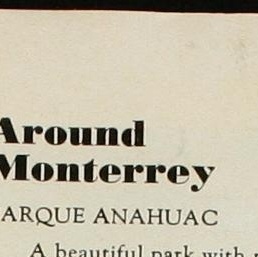 Around
Monterrey
ARQUE ANAHUAC
A beautiful park with